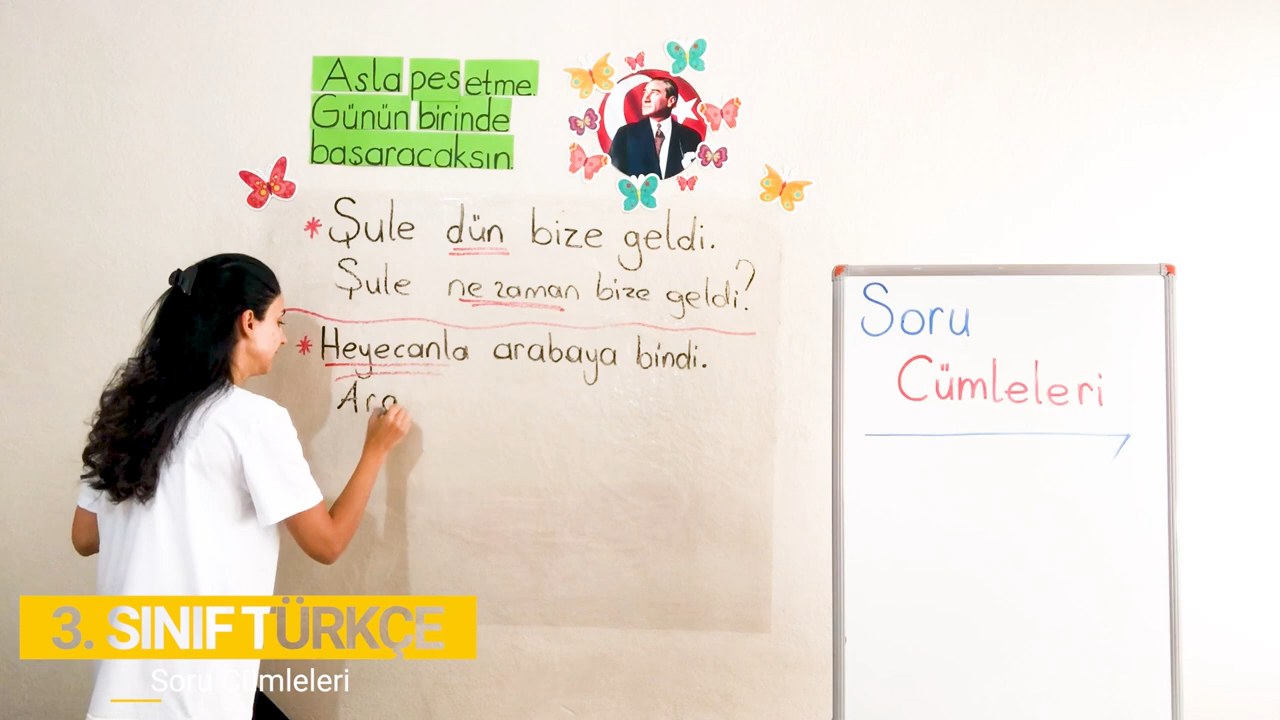 Asla pes etme.
Günün birinde
başaracaksın.
* Şule dün bize geldi.
Şule ne zaman bize geldi?
* Heyecanla arabaya bindi.
Ara
Soru
Cümleleri
3. SINIF TÜRKÇE
Soru Cümleleri